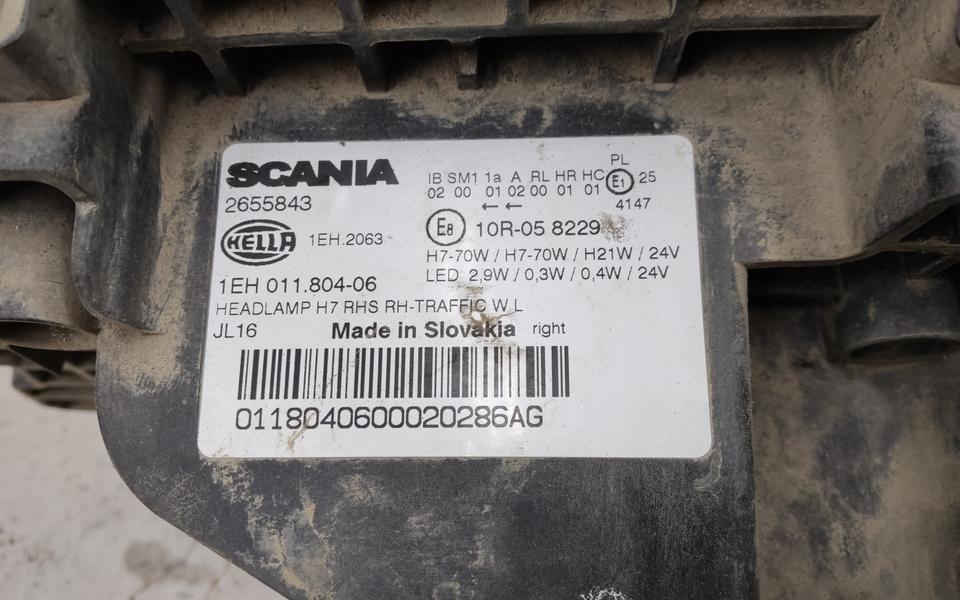 SCANIA
2655843
HELLA 1EH.2063
1EH 011.804-06
HEADLAMP H7 RHS RH-TRAFFIC W L
JL16 Made in Slovakia right
0118040600020286AG
PL
IB SM1 1a A RL HR HC E1 25
02 00 01 02 00 01 01
←← 4147
E8 10R-05 8229
H7-70W / H7-70W / H21W / 24V
LED 2,9W / 0,3W / 0,4W / 24V